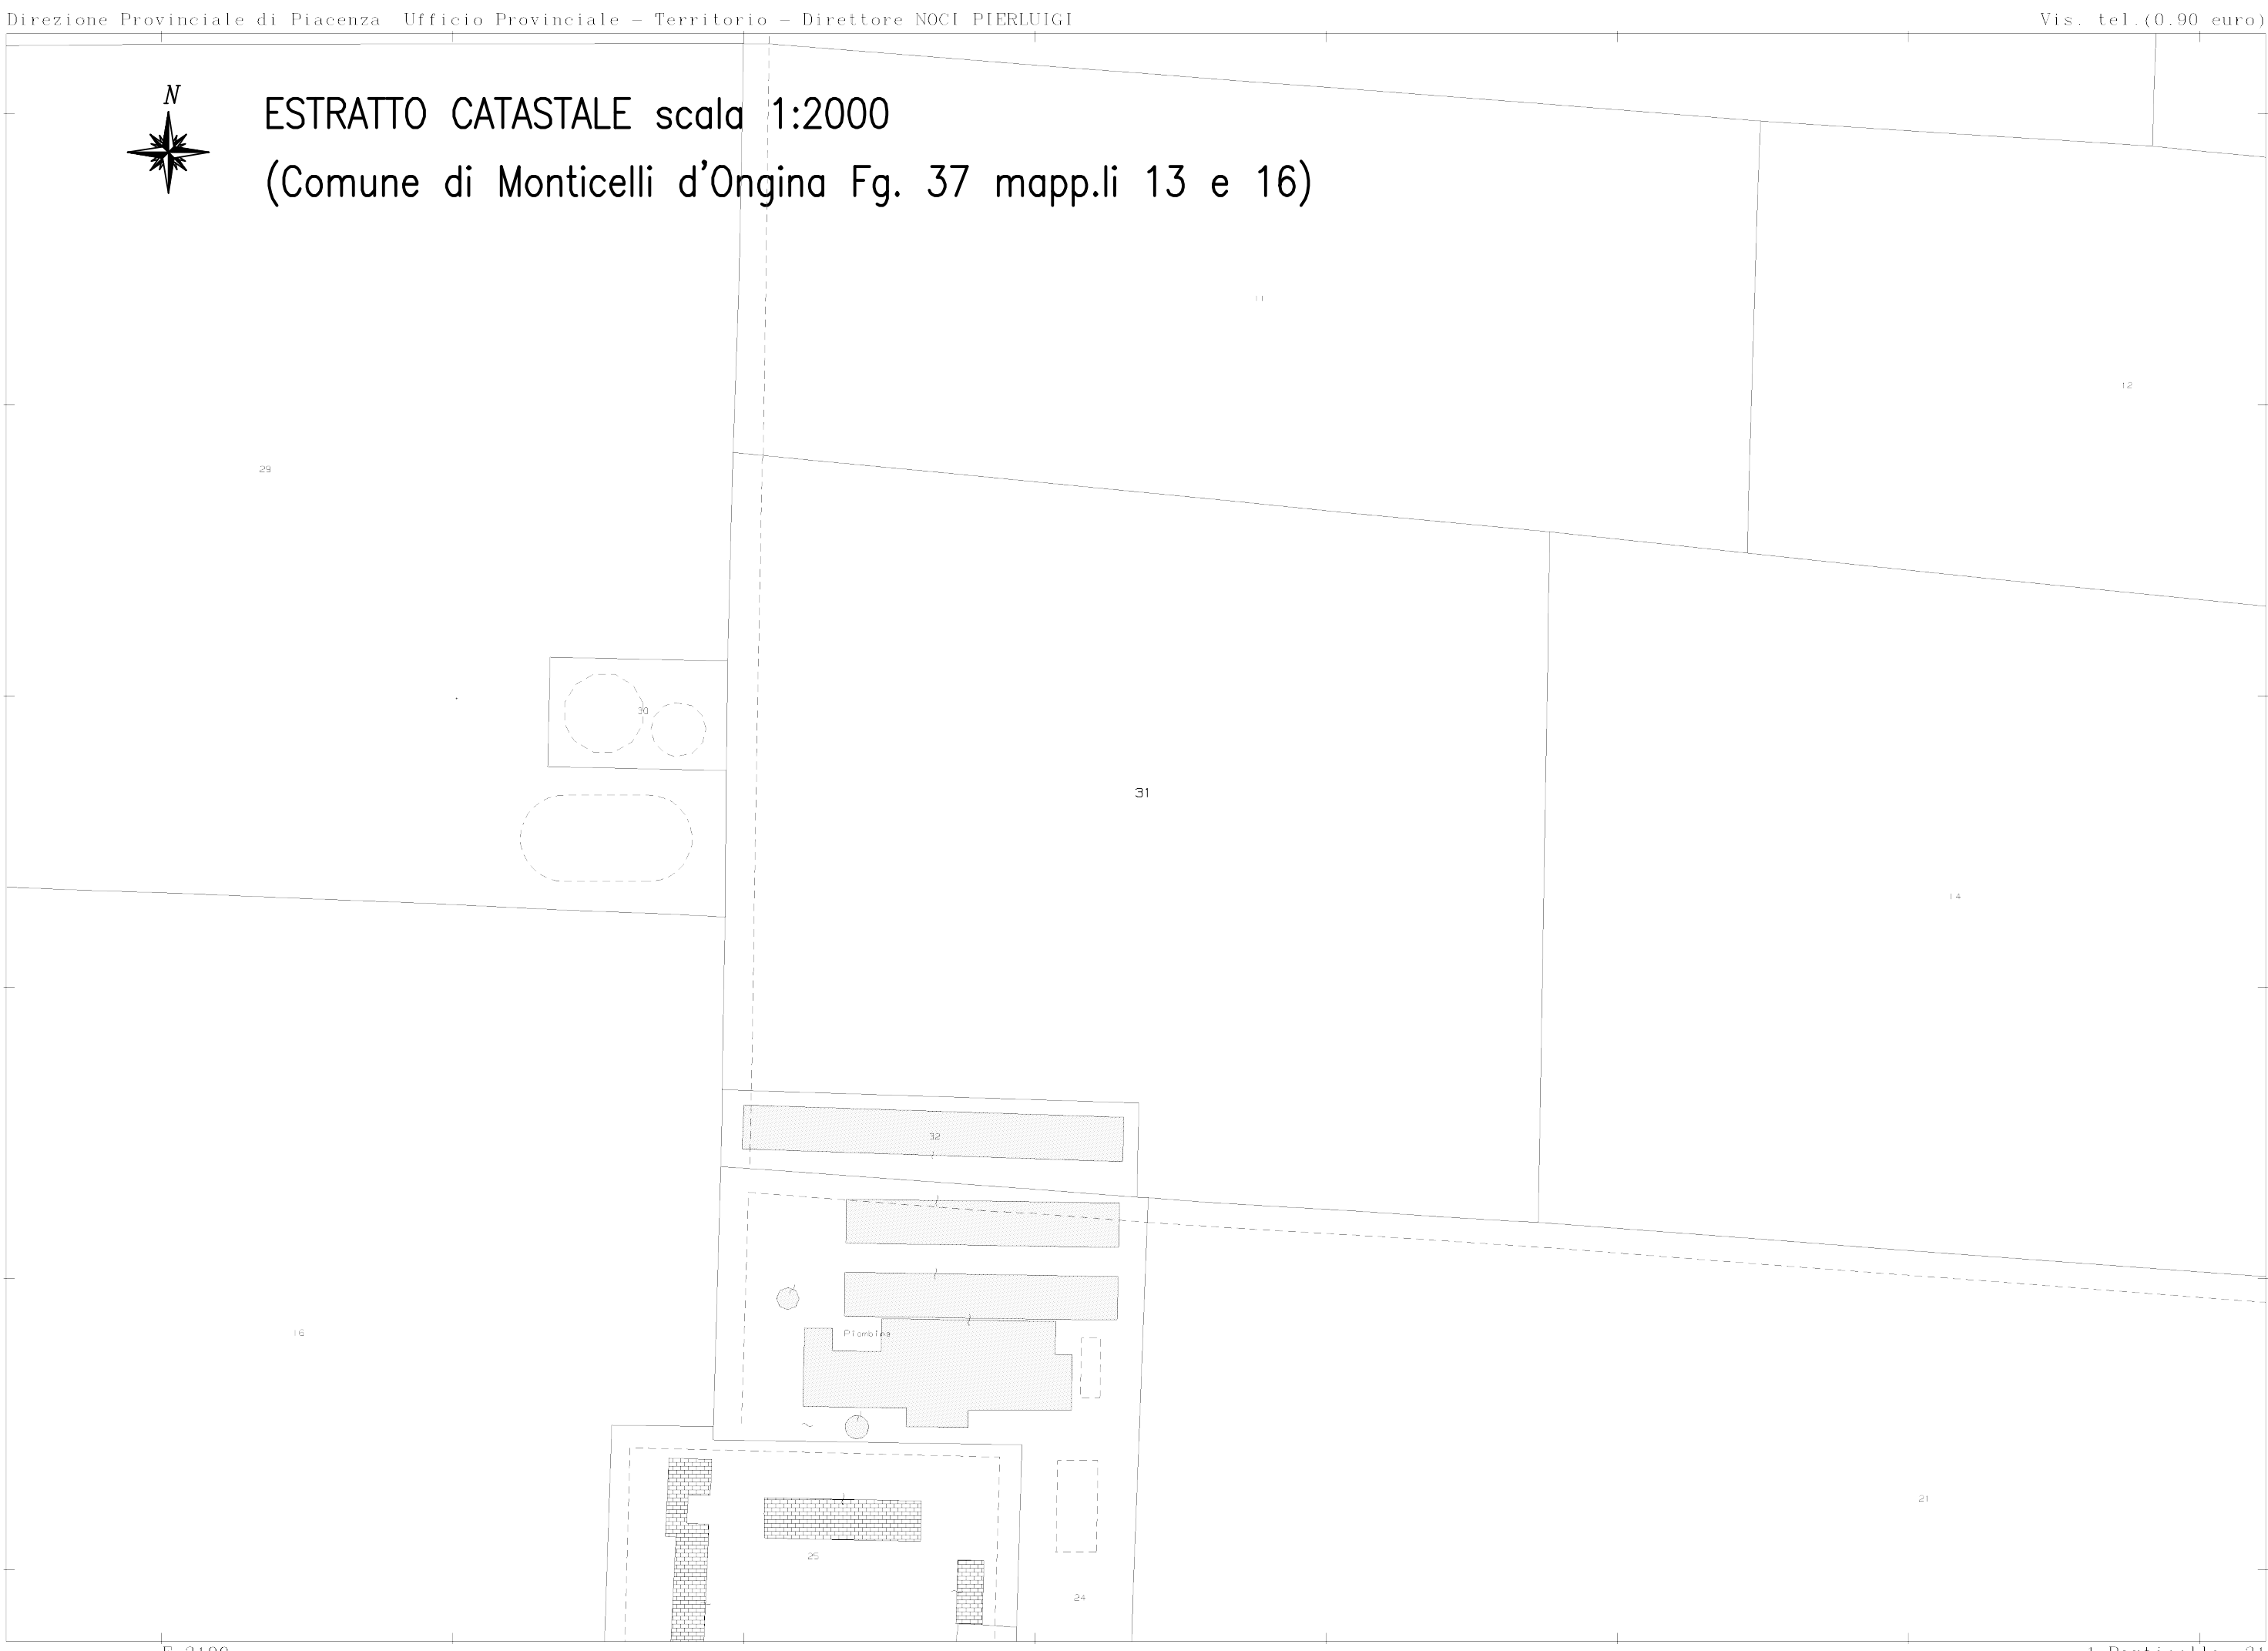 Direzione Provinciale di Piacenza Ufficio Provinciale - Territorio - Direttore NOCI PIERLUIGI
Vis. tel.(0.90 euro)
N
ESTRATTO CATASTALE scala 1:2000
(Comune di Monticelli d'Ongina Fg. 37 mapp.li 13 e 16)
11
12
29
30
31
14
32
16
Piombina
21
25
24